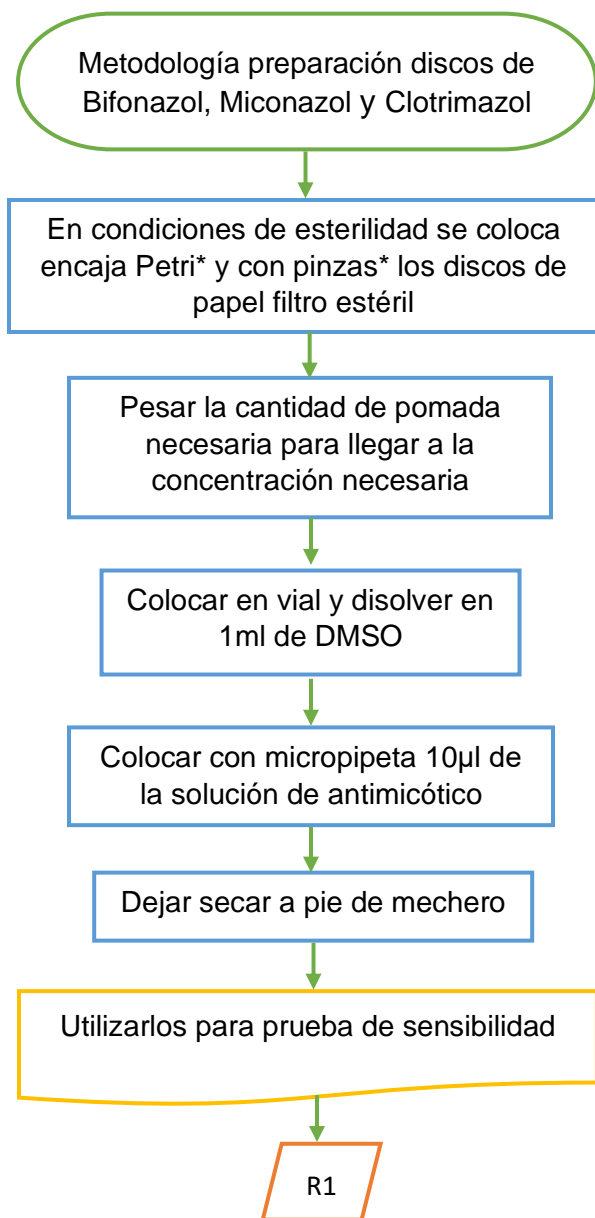 Metodología preparación discos de
Bifonazol, Miconazol y Clotrimazol
En condiciones de esterilidad se coloca
encaja Petri* y con pinzas* los discos de
papel filtro estéril
Pesar la cantidad de pomada
necesaria para llegar a la
concentración necesaria
Colocar en vial y disolver en
1ml de DMSO
Colocar con micropipeta 10µl de
la solución de antimicótico
Dejar secar a pie de mechero
Utilizarlos para prueba de sensibilidad
R1